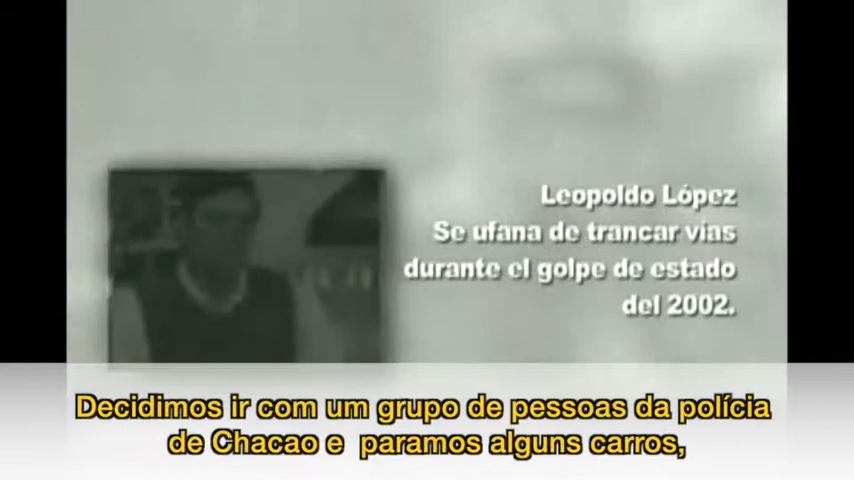 Leopoldo López
Se ufana de trancar vías
durante el golpe de estado
del 2002.
Decidimos ir com um grupo de pessoas da polícia
de Chacao e paramos alguns carros,